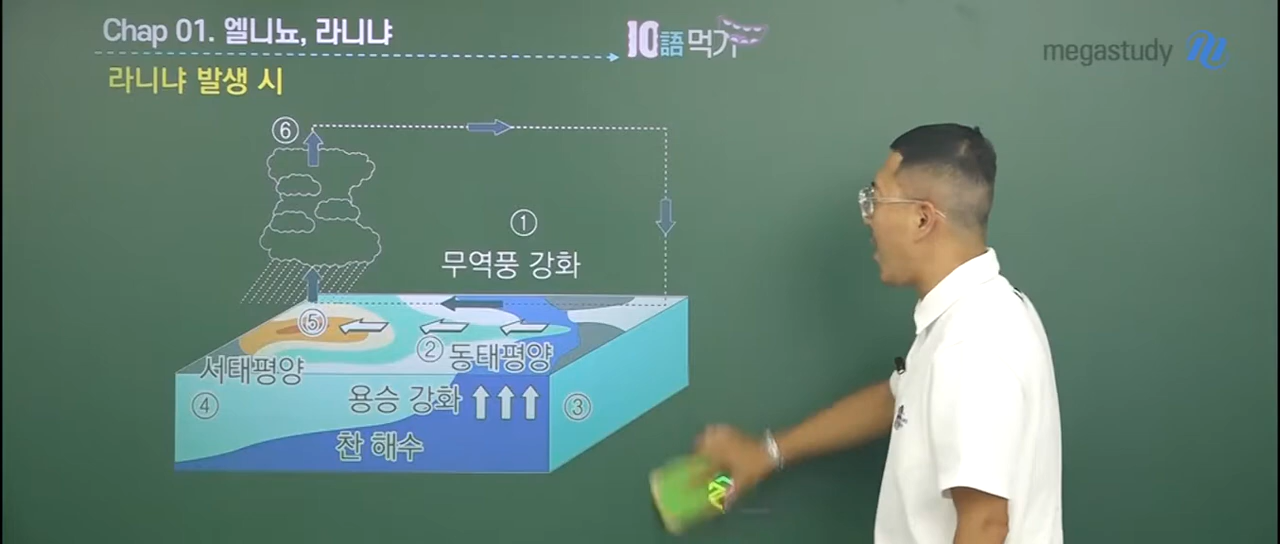 Chap 01. 엘니뇨, 라니냐
10語먹기
megastudy
라니냐 발생 시
⑥
①
무역풍 강화
⑤
②
동태평양
서태평양
④
용승 강화
③
찬 해수